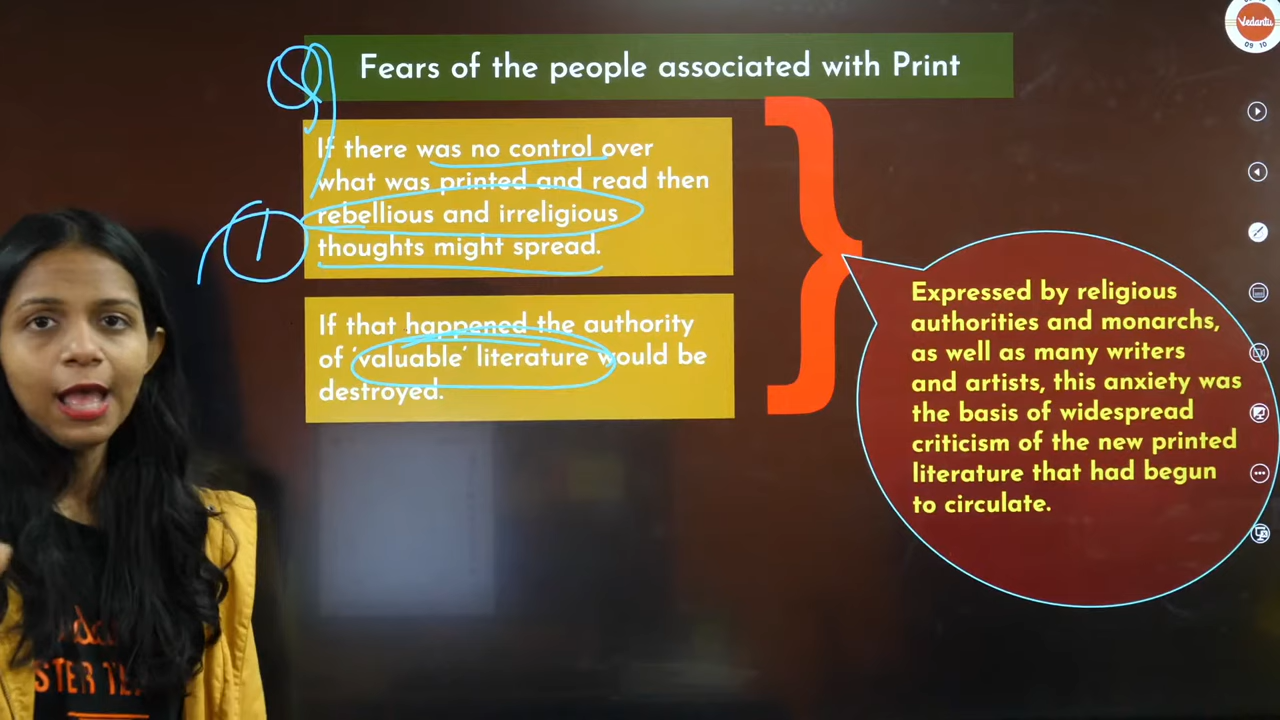 Vedantu
09 10
Fears of the people associated with Print
If there was no control over
what was printed and read then
rebellious and irreligious
thoughts might spread.
If that happened the authority
of ‘valuable’ literature would be
destroyed.
Expressed by religious
authorities and monarchs,
as well as many writers
and artists, this anxiety was
the basis of widespread
criticism of the new printed
literature that had begun
to circulate.
1